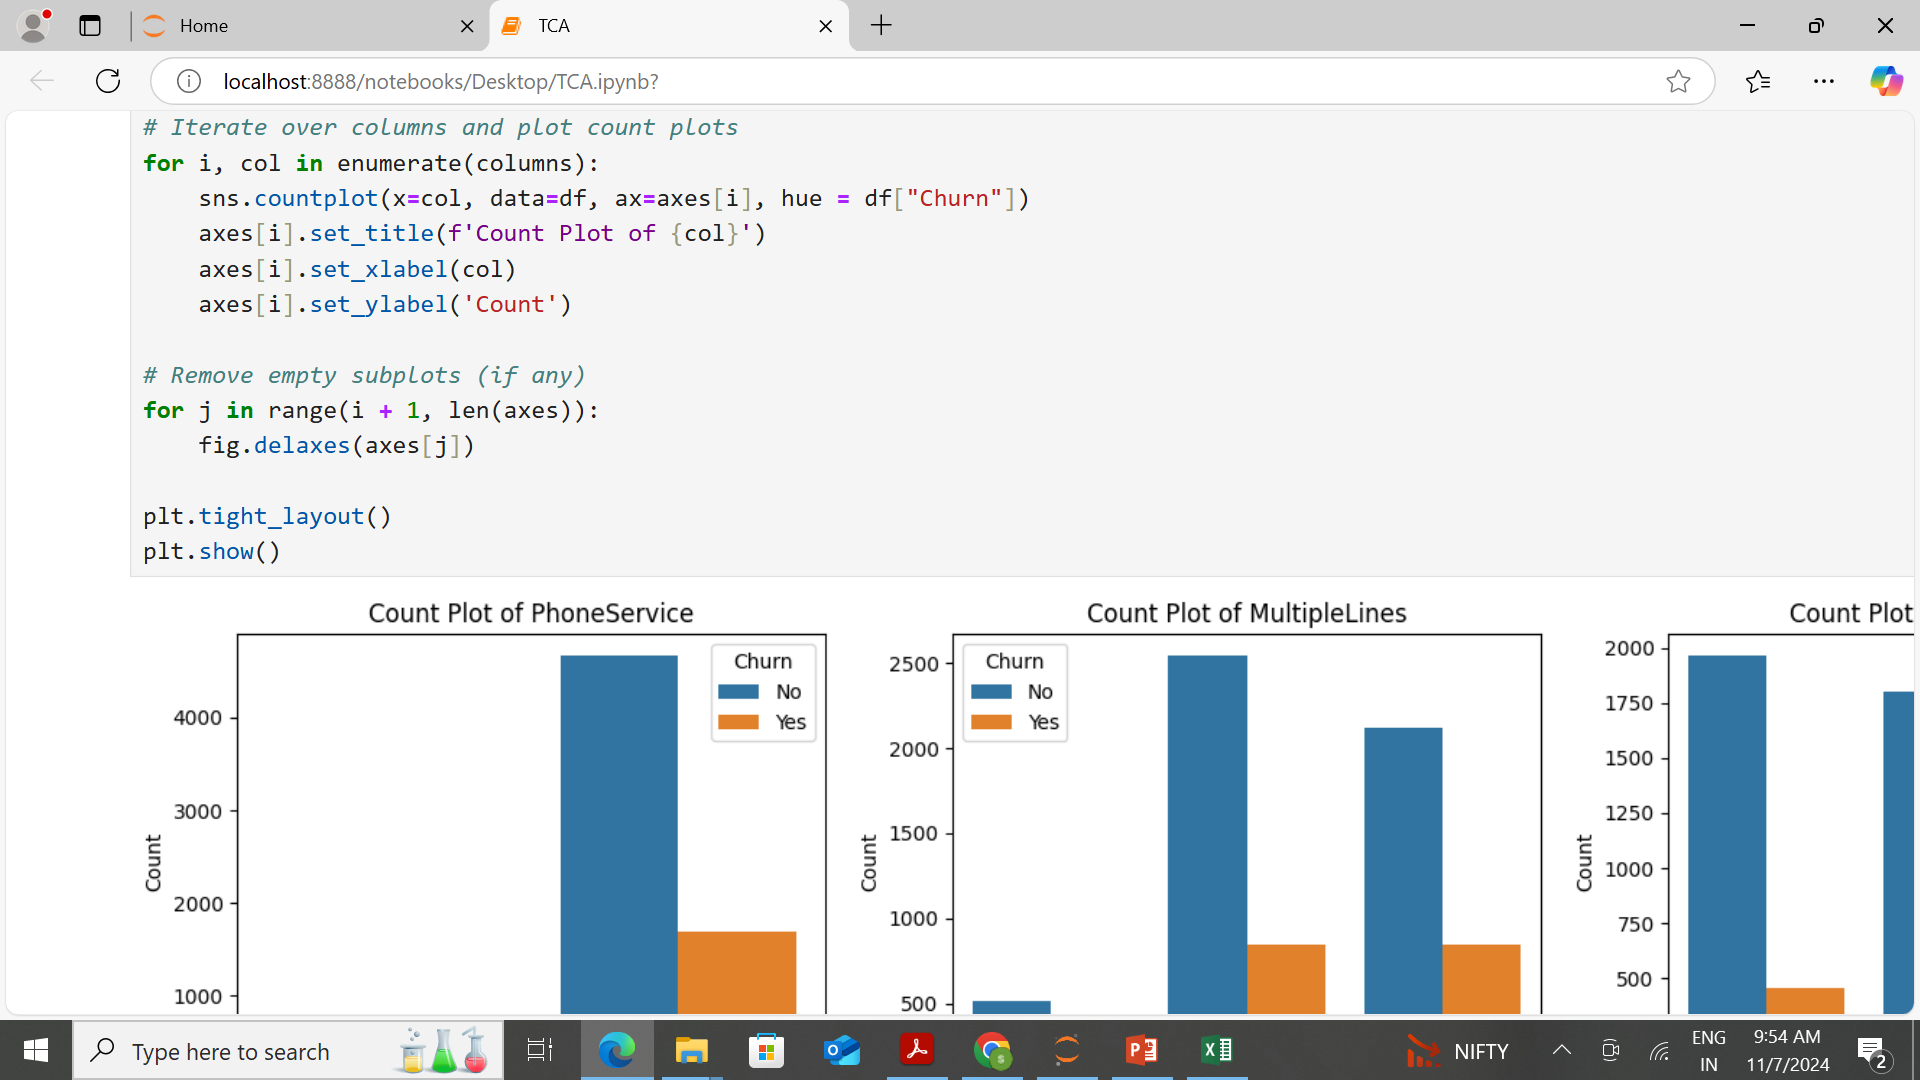 Home
TCA
localhost:8888/notebooks/Desktop/TCA.ipynb?
# Iterate over columns and plot count plots
for i, col in enumerate(columns):
    sns.countplot(x=col, data=df, ax=axes[i], hue = df["Churn"])
    axes[i].set_title(f'Count Plot of {col}')
    axes[i].set_xlabel(col)
    axes[i].set_ylabel('Count')
# Remove empty subplots (if any)
for j in range(i + 1, len(axes)):
    fig.delaxes(axes[j])
plt.tight_layout()
plt.show()
Count Plot of PhoneService
Churn
No
Yes
4000
3000
2000
1000
Count
Count Plot of MultipleLines
Churn
No
Yes
2500
2000
1500
1000
500
Count
Count Plot
2000
1750
1500
1250
1000
750
500
Count
Type here to search
NIFTY
ENG
IN
9:54 AM
11/7/2024
2